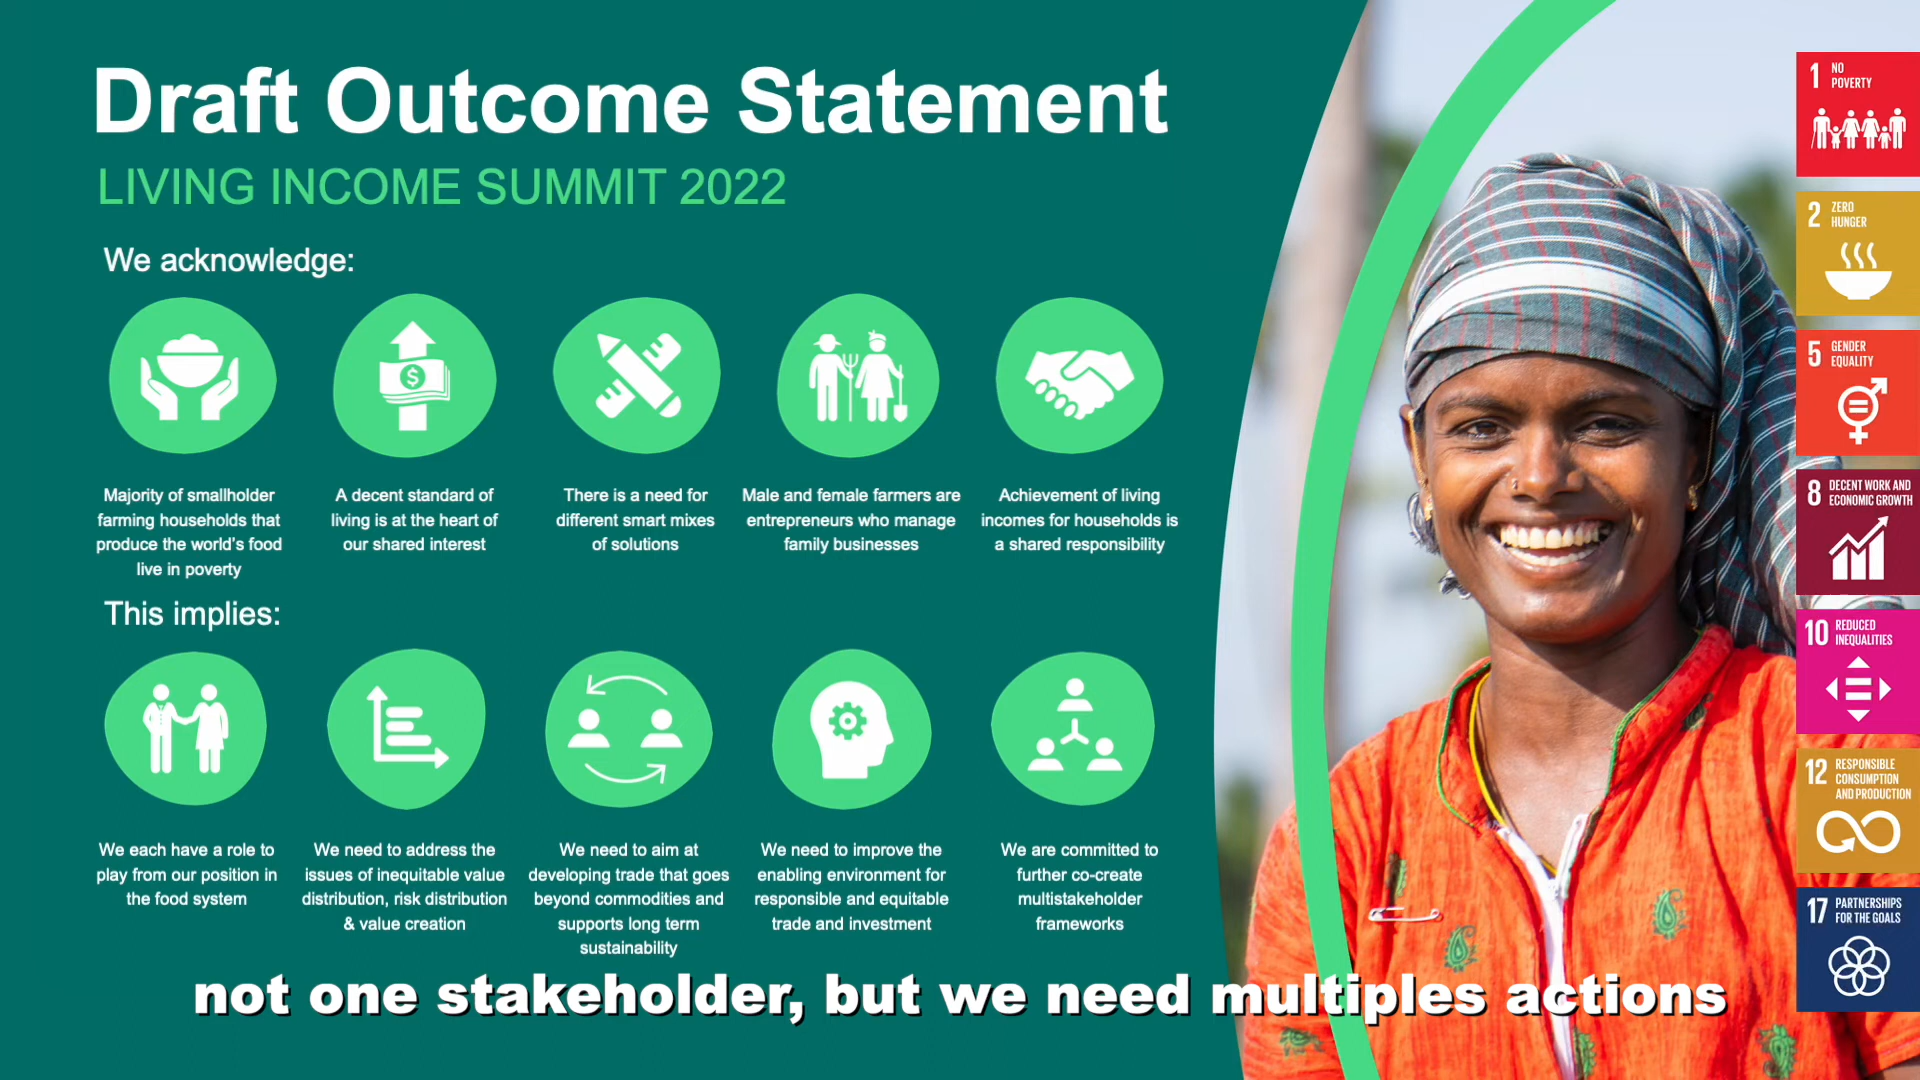 Draft Outcome Statement
LIVING INCOME SUMMIT 2022
We acknowledge:
Majority of smallholder
farming households that
produce the world's food
live in poverty
A decent standard of
living is at the heart of
our shared interest
There is a need for
different smart mixes
of solutions
Male and female farmers are
entrepreneurs who manage
family businesses
Achievement of living
incomes for households is
a shared responsibility
This implies:
We each have a role to
play from our position in
the food system
We need to address the
issues of inequitable value
distribution, risk distribution
& value creation
We need to aim at
developing trade that goes
beyond commodities and
supports long term
sustainability
We need to improve the
enabling environment for
responsible and equitable
trade and investment
We are committed to
further co-create
multistakeholder
frameworks
not one stakeholder, but we need multiples actions
1 NO
POVERTY
2 ZERO
HUNGER
5 GENDER
EQUALITY
8 DECENT WORK AND
ECONOMIC GROWTH
10 REDUCED
INEQUALITIES
12 RESPONSIBLE
CONSUMPTION
AND PRODUCTION
17 PARTNERSHIPS
FOR THE GOALS